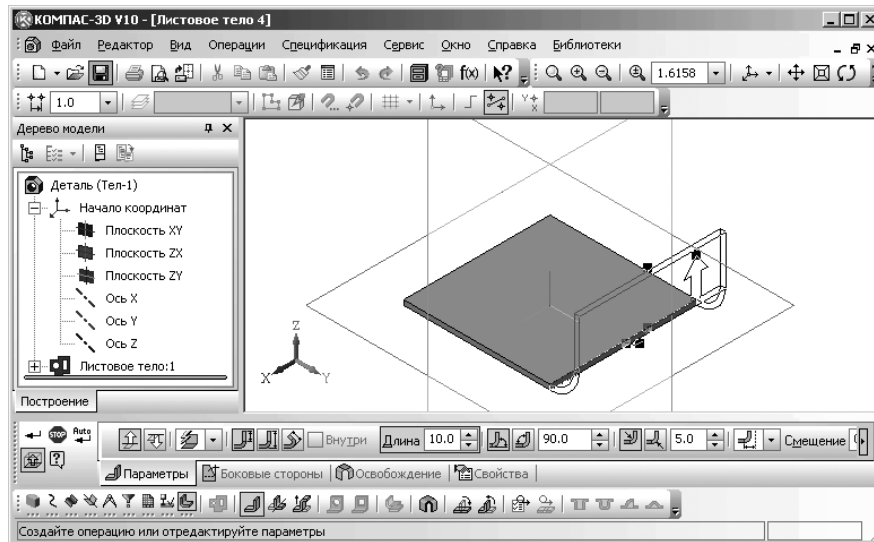 КОМПАС-3D V10 - [Листовое тело 4]
Файл Редактор Вид Операции Спецификация Сервис Окно Справка Библиотеки
1.6158
1.0
Дерево модели
Деталь (Тел-1)
Начало координат
Плоскость XY
Плоскость ZX
Плоскость ZY
Ось X
Ось Y
Ось Z
Листовое тело:1
Построение
Z
X Y
STOP Auto Внутри Длина 10.0 90.0 5.0 Смещение
Параметры Боковые стороны Освобождение Свойства
Создайте операцию или отредактируйте параметры